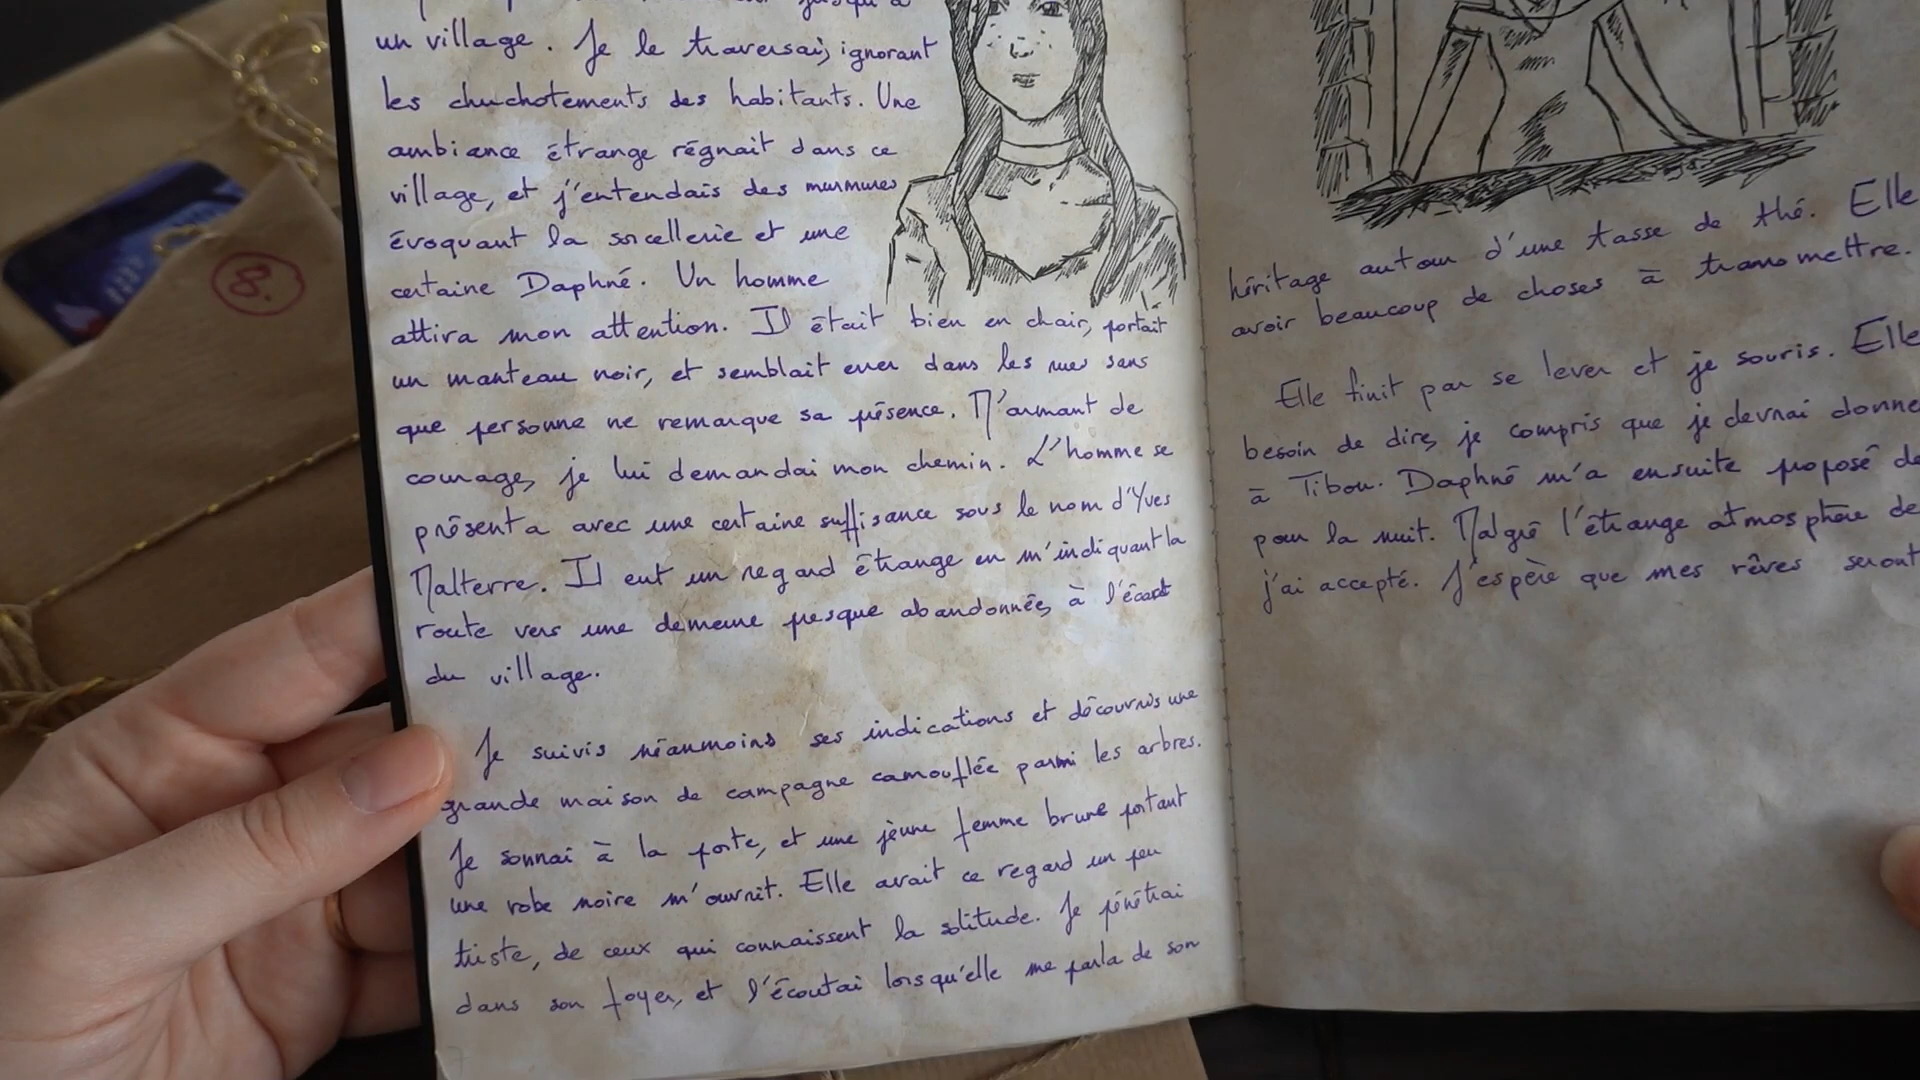 jusqu'à
un village. Je le traversai, ignorant
les chuchotements des habitants. Une
ambiance étrange régnait dans ce
village, et j'entendais des murmures
évoquant la sorcellerie et une
certaine Daphné. Un homme
attira mon attention. Il était bien en chair, portait
un manteau noir, et semblait errer dans les rues sans
que personne ne remarque sa présence. M'armant de
courage, je lui demandai mon chemin. L'homme se
présenta avec une certaine suffisance sous le nom d'Yves
Malterre. Il eut un regard étrange en m'indiquant la
route vers une demeure presque abandonnée, à l'écart
du village.
Je suivis néanmoins ses indications et découvris une
grande maison de campagne camouflée parmi les arbres.
Je sonnai à la porte, et une jeune femme brune portant
une robe noire m'ouvrit. Elle avait ce regard un peu
triste, de ceux qui connaissent la solitude. Je pénétrai
dans son foyer, et l'écoutai lorsqu'elle me parla de son
héritage autour d'une tasse de thé. Elle
avoir beaucoup de choses à transmettre.
Elle finit par se lever et je souris. Elle
besoin de dire, je compris que je devrai donne
à Tibou. Daphné m'a ensuite proposé de
pour la nuit. Malgré l'étrange atmosphère de
j'ai accepté. J'espère que mes rêves seront
8.